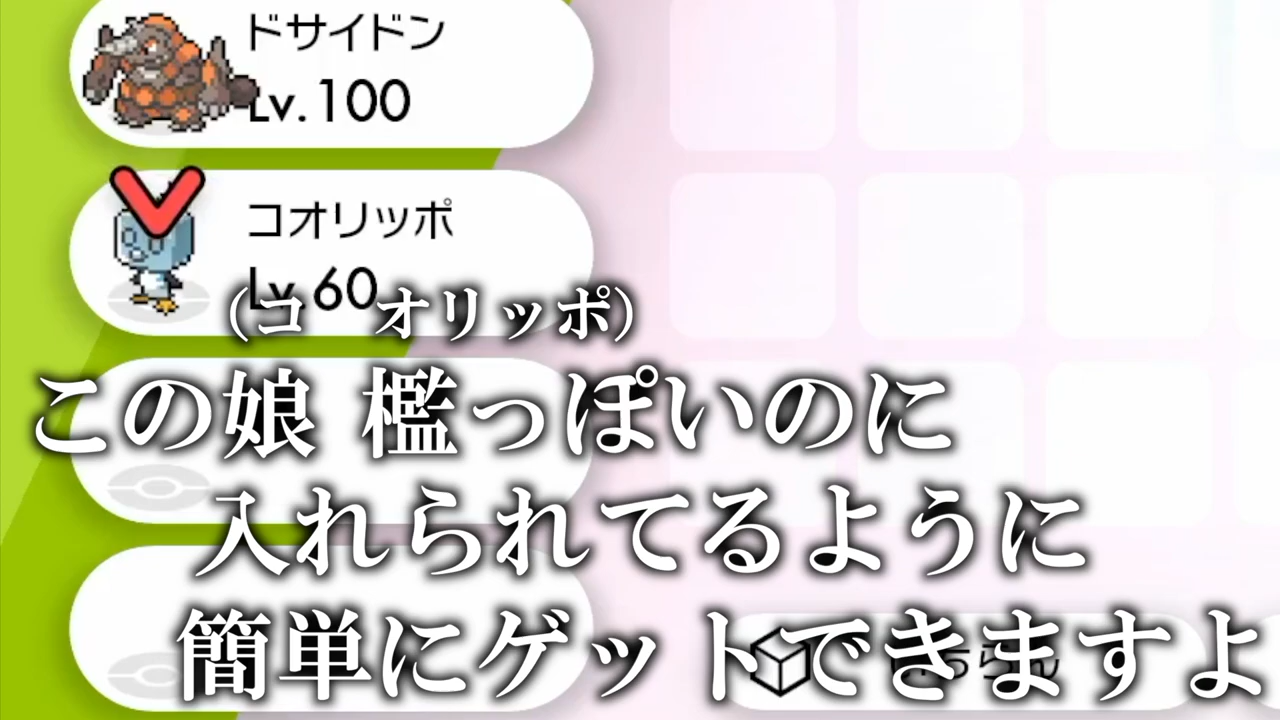 ドサイドン
Lv.100
コオリッポ
Lv.60
(コオリッポ)
この娘 檻っぽいのに
入れられてるように
簡単にゲットできますよ